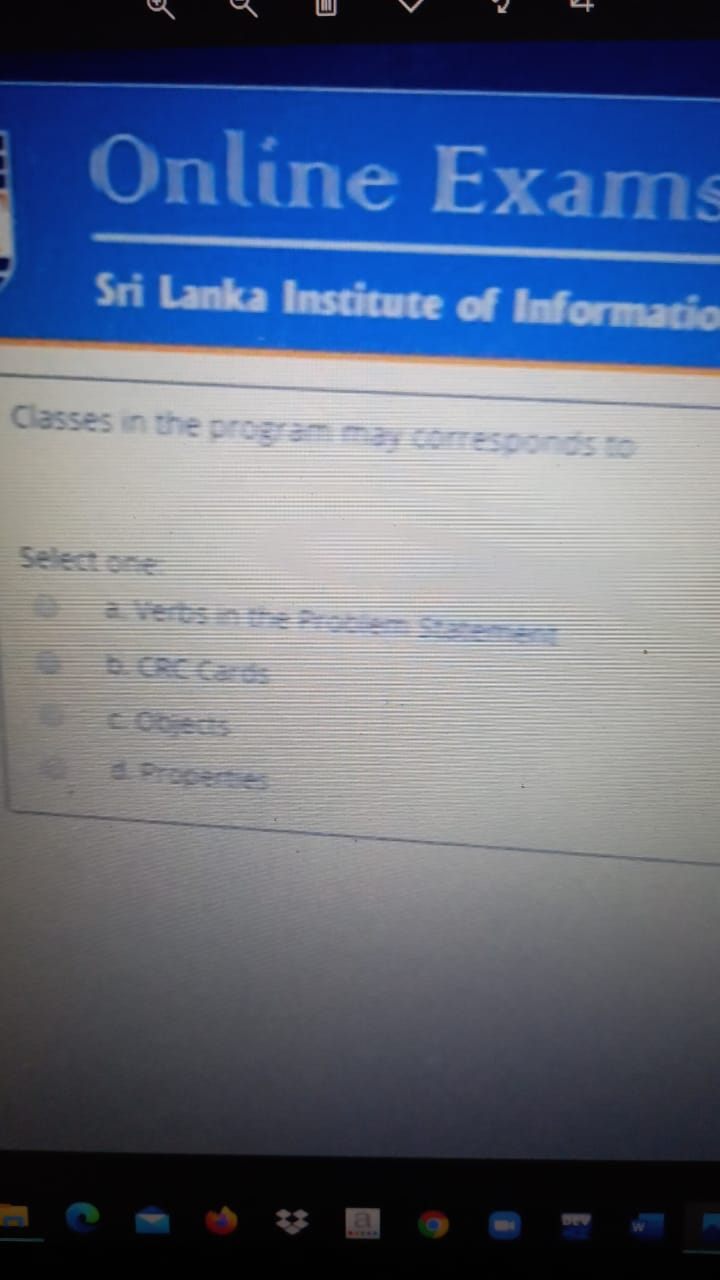 Online Exams
Sri Lanka Institute of Informatio
Classes in the program may corresponds to
Select one:
a. Verbs in the Problem Statement
b. CRC Cards
c. Objects
d. Properties
a
DEV
W